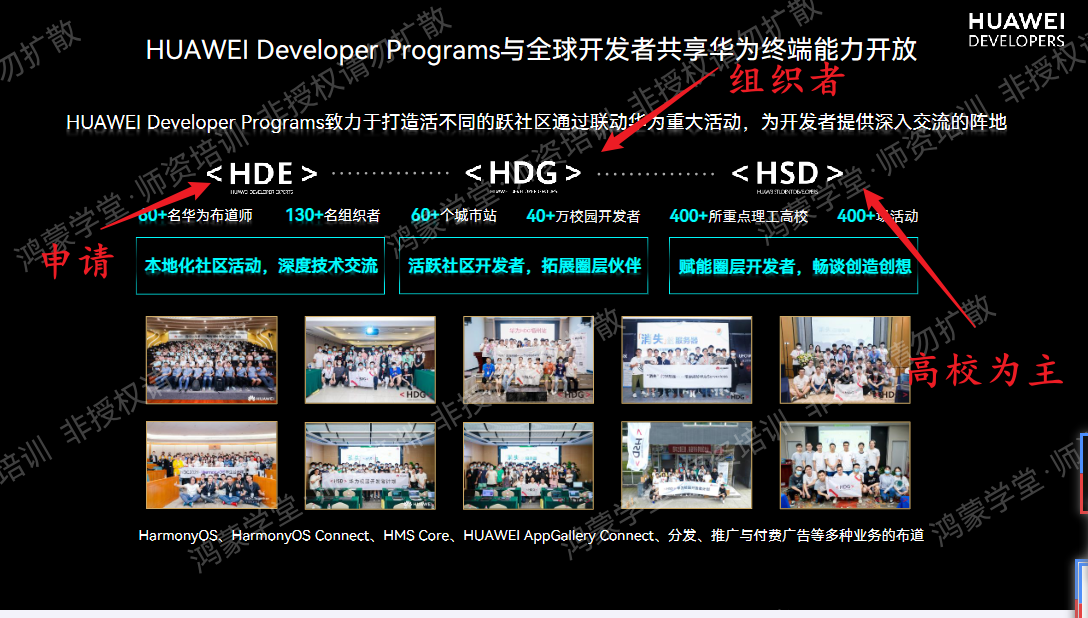 HUAWEI
DEVELOPERS
HUAWEI Developer Programs与全球开发者共享华为终端能力开放
组织者
HUAWEI Developer Programs致力于打造活不同的跃社区通过联动华为重大活动，为开发者提供深入交流的阵地
<HDE> <HDG> <HSD>
HUAWEI DEVELOPER EXPERTS
60+名华为布道师 130+名组织者 60+个城市站 40+万校园开发者 400+所重点理工高校 400+场活动
申请
本地化社区活动，深度技术交流 活跃社区开发者，拓展圈层伙伴 赋能圈层开发者，畅谈创造创想
高校为主
HarmonyOS、HarmonyOS Connect、HMS Core、HUAWEI AppGallery Connect、分发、推广与付费广告等多种业务的布道
鸿蒙学堂·师资培训 非授权请勿扩散